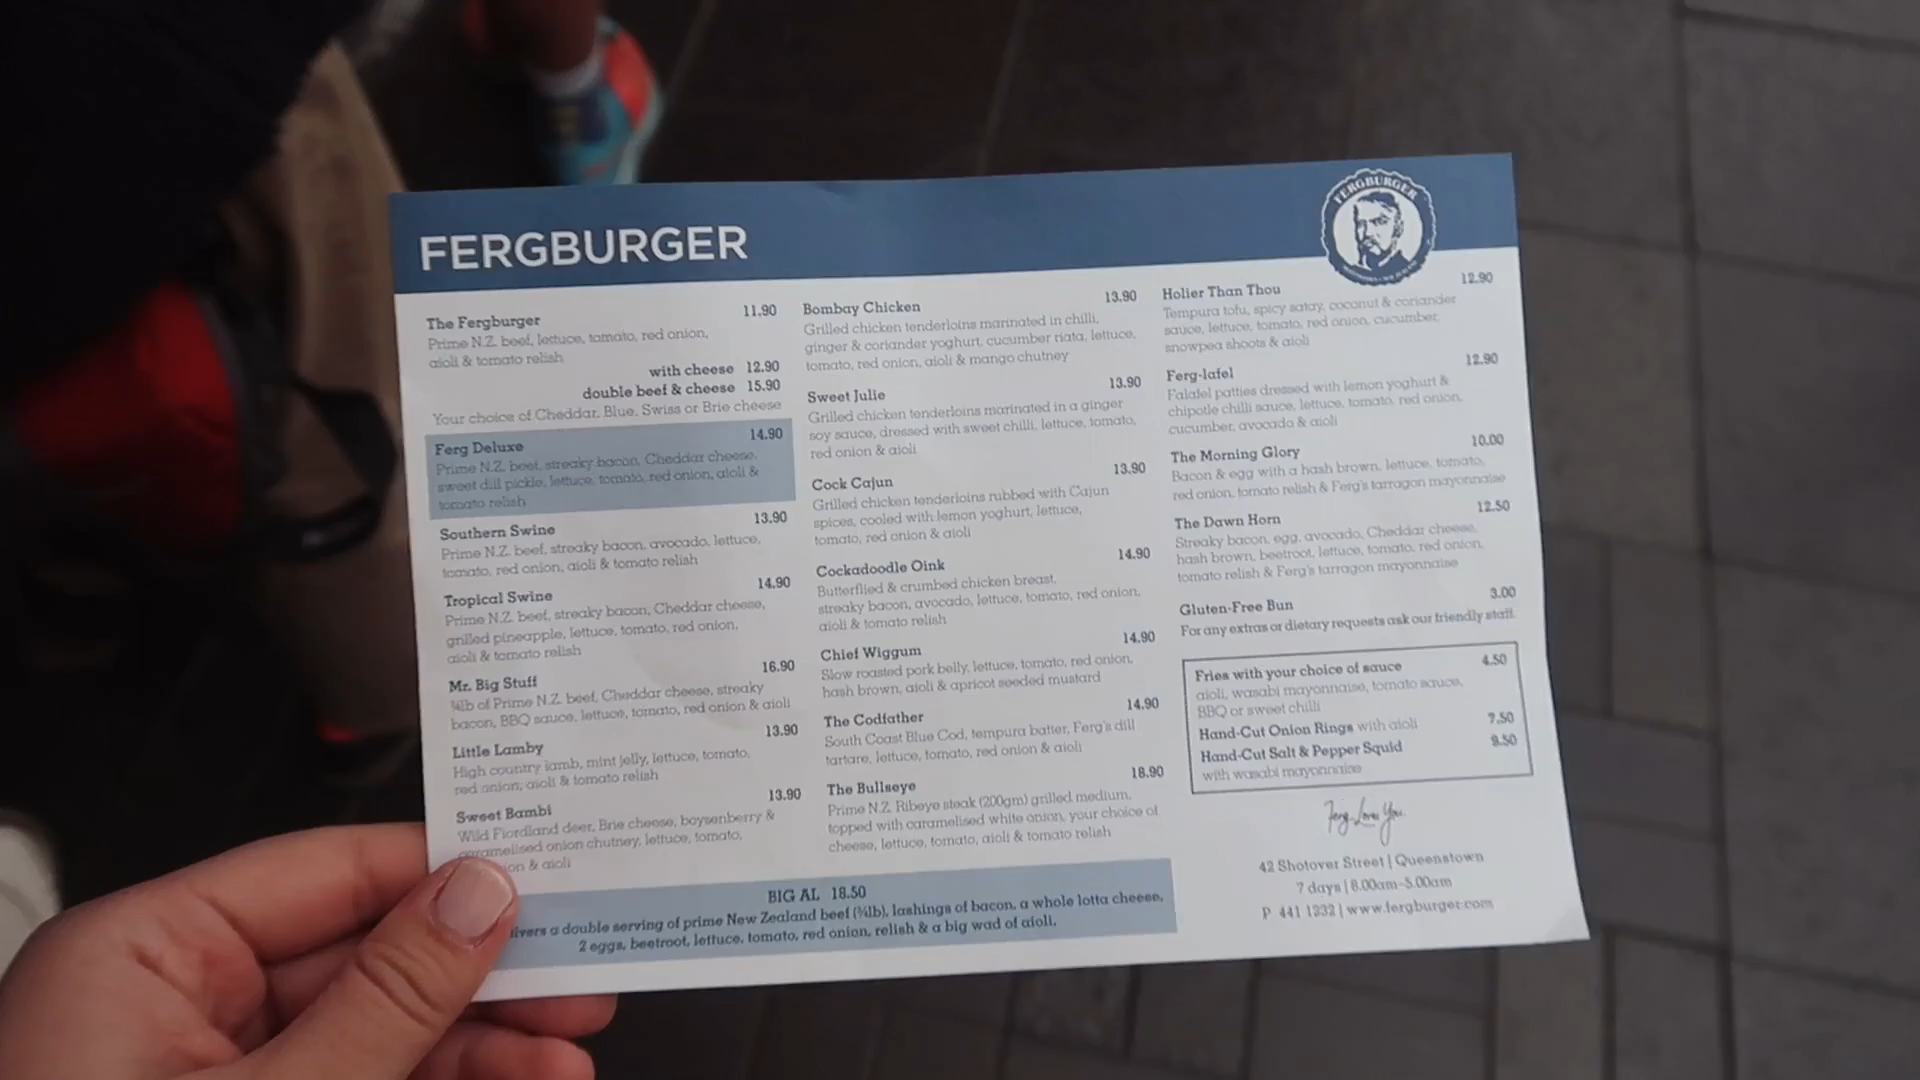 FERGBURGER
FERGBURGER
The Fergburger 11.90
Prime N.Z. beef, lettuce, tomato, red onion,
aioli & tomato relish
with cheese 12.90
double beef & cheese 15.90
Your choice of Cheddar, Blue, Swiss or Brie cheese
Ferg Deluxe 14.90
Prime N.Z. beef, streaky bacon, Cheddar cheese,
sweet dill pickle, lettuce, tomato, red onion, aioli &
tomato relish
Southern Swine 13.90
Prime N.Z. beef, streaky bacon, avocado, lettuce,
tomato, red onion, aioli & tomato relish
Tropical Swine 14.90
Prime N.Z. beef, streaky bacon, Cheddar cheese,
grilled pineapple, lettuce, tomato, red onion,
aioli & tomato relish
Mr. Big Stuff 16.90
lb of Prime N.Z. beef, Cheddar cheese, streaky
bacon, BBQ sauce, lettuce, tomato, red onion & aioli
Little Lamby 13.90
High country lamb, mint jelly, lettuce, tomato,
red onion, aioli & tomato relish
Sweet Bambi 13.90
Wild Fiordland deer, Brie cheese, boysenberry &
caramelised onion chutney, lettuce, tomato,
ion & aioli
Bombay Chicken 13.90
Grilled chicken tenderloins marinated in chilli,
ginger & coriander yoghurt, cucumber riata, lettuce,
tomato, red onion, aioli & mango chutney
Sweet Julie 13.90
Grilled chicken tenderloins marinated in a ginger
soy sauce, dressed with sweet chilli, lettuce, tomato,
red onion & aioli
Cock Cajun 13.90
Grilled chicken tenderloins rubbed with Cajun
spices, cooled with lemon yoghurt, lettuce,
tomato, red onion & aioli
Cockadoodle Oink 14.90
Butterflied & crumbed chicken breast,
streaky bacon, avocado, lettuce, tomato, red onion,
aioli & tomato relish
Chief Wiggum 14.90
Slow roasted pork belly, lettuce, tomato, red onion,
hash brown, aioli & apricot seeded mustard
The Codfather 14.90
South Coast Blue Cod, tempura batter, Ferg's dill
tartare, lettuce, tomato, red onion & aioli
The Bullseye 18.90
Prime N.Z. Ribeye steak (200gm) grilled medium,
topped with caramelised white onion, your choice of
cheese, lettuce, tomato, aioli & tomato relish
Holier Than Thou 12.90
Tempura tofu, spicy satay, coconut & coriander
sauce, lettuce, tomato, red onion, cucumber,
snowpea shoots & aioli
Ferg-lafel 12.90
Falafel patties dressed with lemon yoghurt &
chipotle chilli sauce, lettuce, tomato, red onion,
cucumber, avocado & aioli
The Morning Glory 10.00
Bacon & egg with a hash brown, lettuce, tomato,
red onion, tomato relish & Ferg's tarragon mayonnaise
The Dawn Horn 12.50
Streaky bacon, egg, avocado, Cheddar cheese,
hash brown, beetroot, lettuce, tomato, red onion,
tomato relish & Ferg's tarragon mayonnaise
Gluten-Free Bun 3.00
For any extras or dietary requests ask our friendly staff.
Fries with your choice of sauce 4.50
aioli, wasabi mayonnaise, tomato sauce,
BBQ or sweet chilli
Hand-Cut Onion Rings with aioli 7.50
Hand-Cut Salt & Pepper Squid 9.50
with wasabi mayonnaise
Ferg Loves You
42 Shotover Street | Queenstown
7 days | 8.00am-5.00am
P 441 1232 | www.fergburger.com
BIG AL 18.50
ivers a double serving of prime New Zealand beef (½lb), lashings of bacon, a whole lotta cheese,
2 eggs, beetroot, lettuce, tomato, red onion, relish & a big wad of aioli.